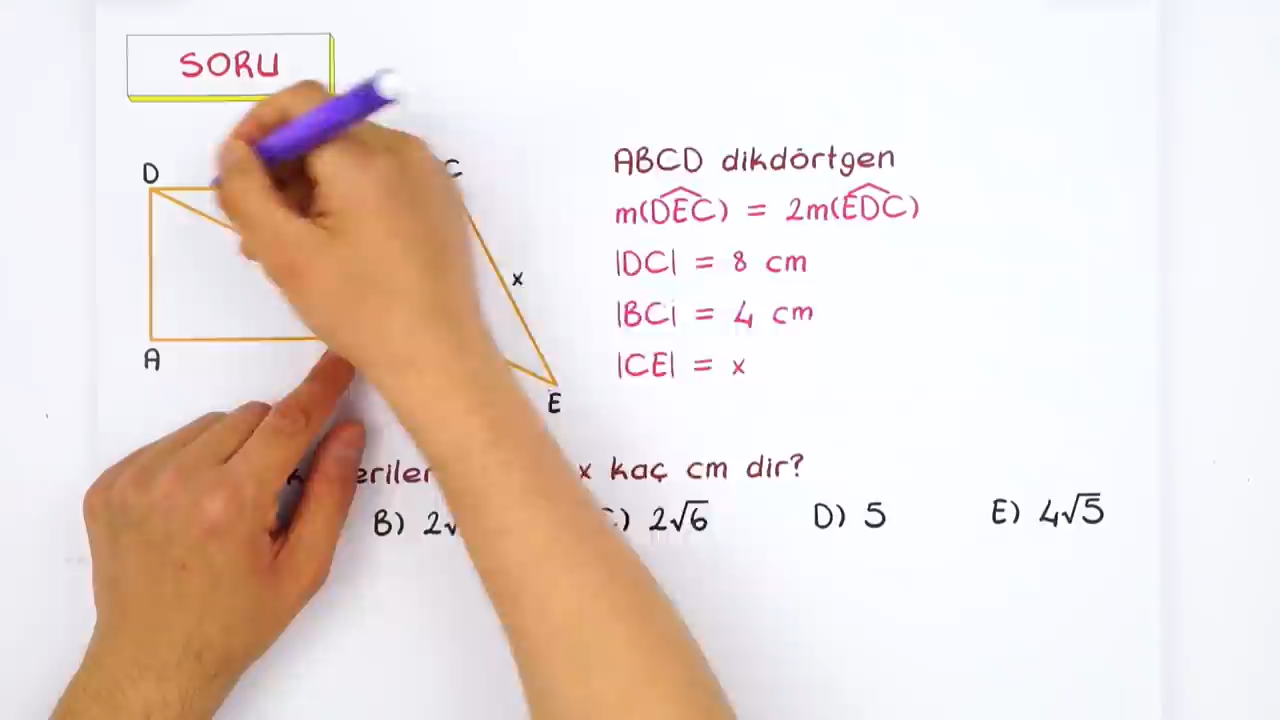 SORU
D
C
x
A
E
ABCD dikdörtgen
m(DEC) = 2m(EDC)
|DC| = 8 cm
|BC| = 4 cm
|CE| = x
x kaç cm dir?
B) 2√
) 2√6
D) 5
E) 4√5